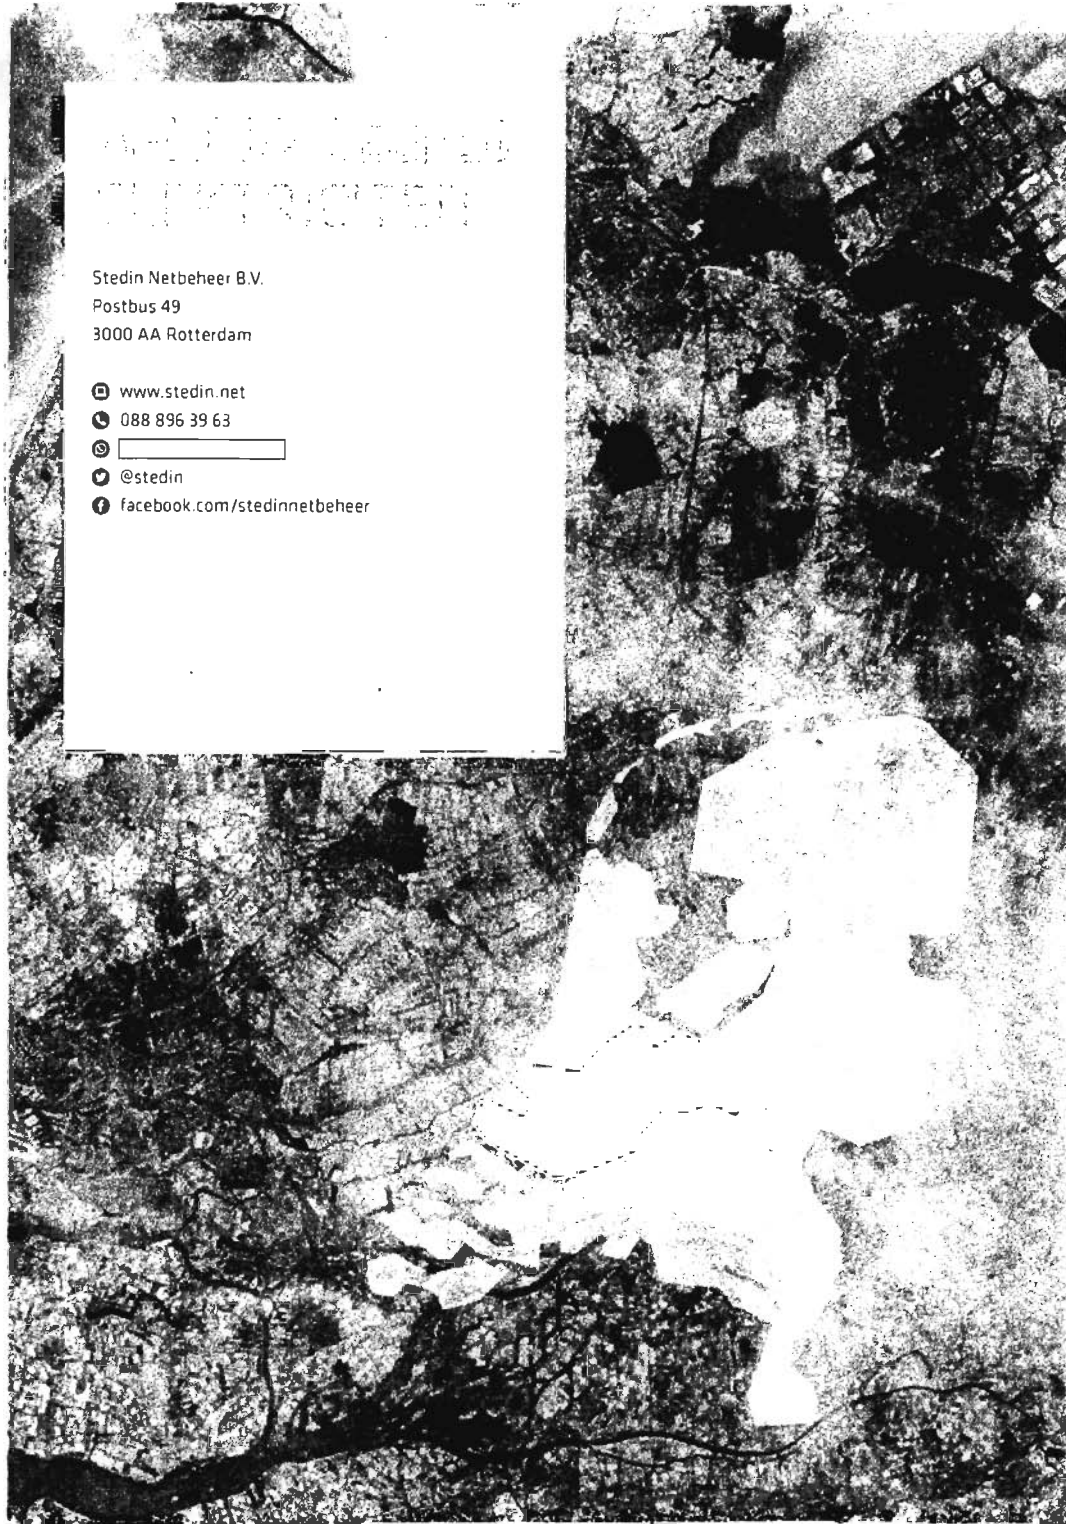 Stedin Netbeheer B.V.
Postbus 49
3000 AA Rotterdam
www.stedin.net
088 896 39 63
@stedin
facebook.com/stedinnetbeheer